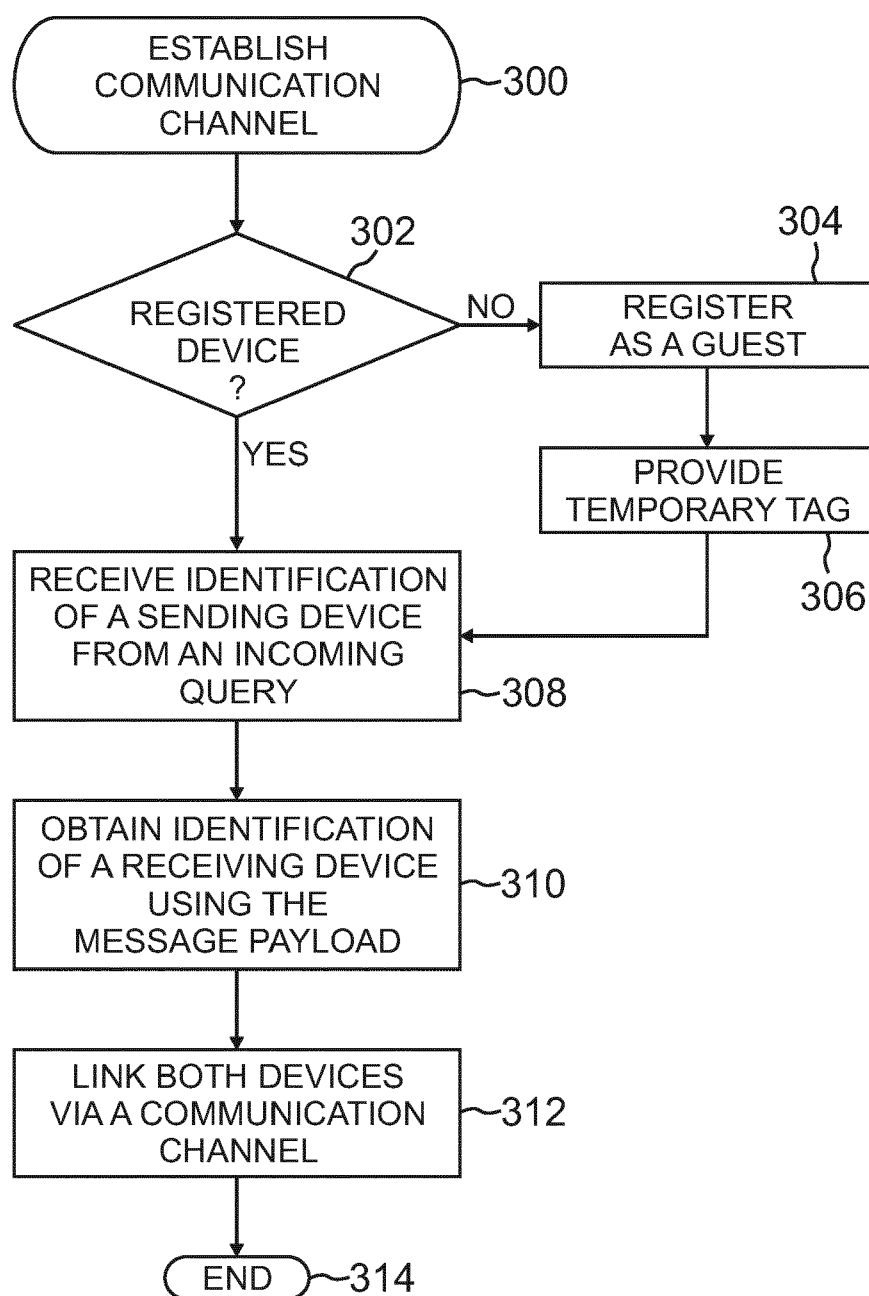 ESTABLISH
COMMUNICATION
CHANNEL
300
302
REGISTERED
DEVICE
?
NO
304
REGISTER
AS A GUEST
PROVIDE
TEMPORARY TAG
306
YES
RECEIVE IDENTIFICATION
OF A SENDING DEVICE
FROM AN INCOMING
QUERY
308
OBTAIN IDENTIFICATION
OF A RECEIVING DEVICE
USING THE
MESSAGE PAYLOAD
310
LINK BOTH DEVICES
VIA A COMMUNICATION
CHANNEL
312
END
314